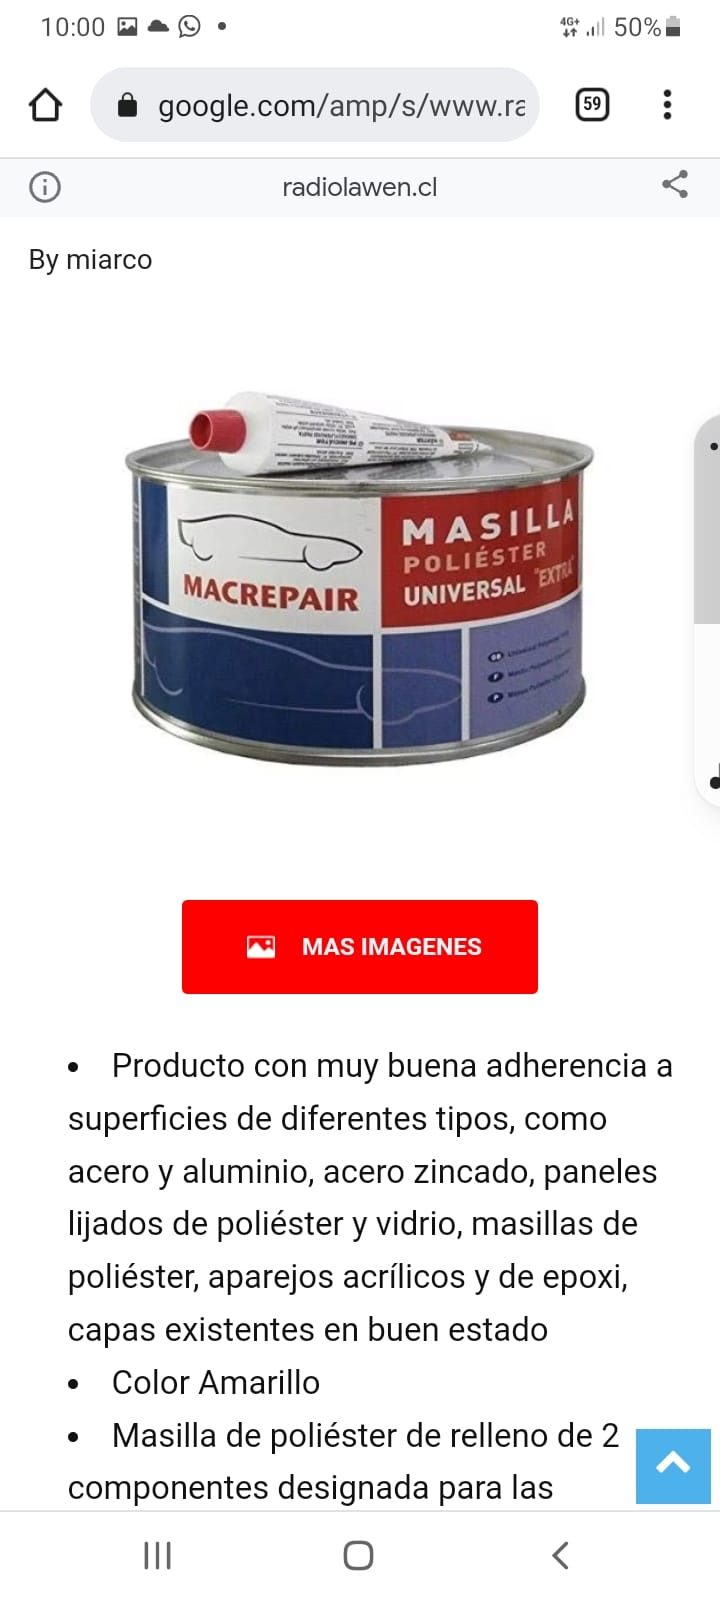 10:00
4G+
50%
google.com/amp/s/www.ra
59
radiolawen.cl
By miarco
MASILLA
POLIÉSTER
UNIVERSAL "EXTRA"
MACREPAIR
MAS IMAGENES
• Producto con muy buena adherencia a
superficies de diferentes tipos, como
acero y aluminio, acero zincado, paneles
lijados de poliéster y vidrio, masillas de
poliéster, aparejos acrílicos y de epoxi,
capas existentes en buen estado
• Color Amarillo
• Masilla de poliéster de relleno de 2
componentes designada para las